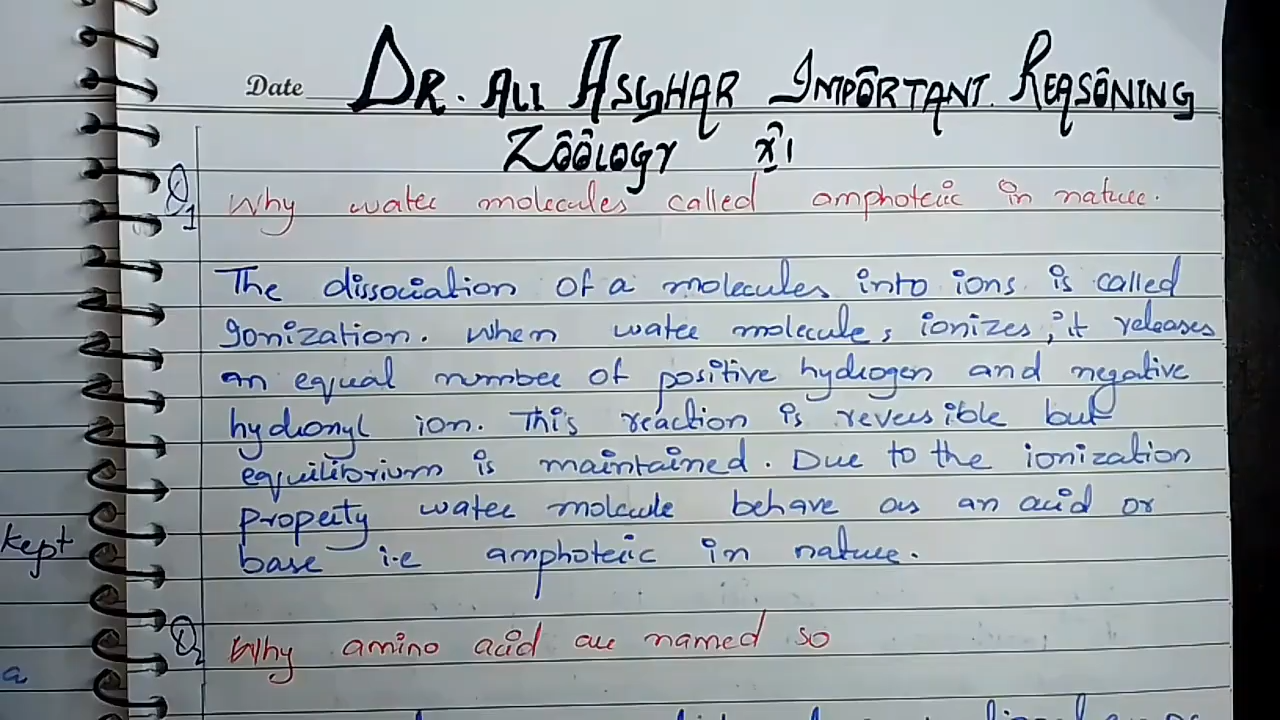 Date DR. ALI ASGHAR IMPORTANT REASONING
ZOOLOGY XI
Q1 Why water molecules called amphoteric in nature.
The dissociation of a molecules into ions is called
Ionization. When water molecules ionizes, it releases
an equal number of positive hydrogen and negative
hydronyl ion. This reaction is reversible but
equilibrium is maintained. Due to the ionization
property water molcule behave as an acid or
base i.e amphoteric in nature.
Kept
Q2 Why amino acid are named so
a